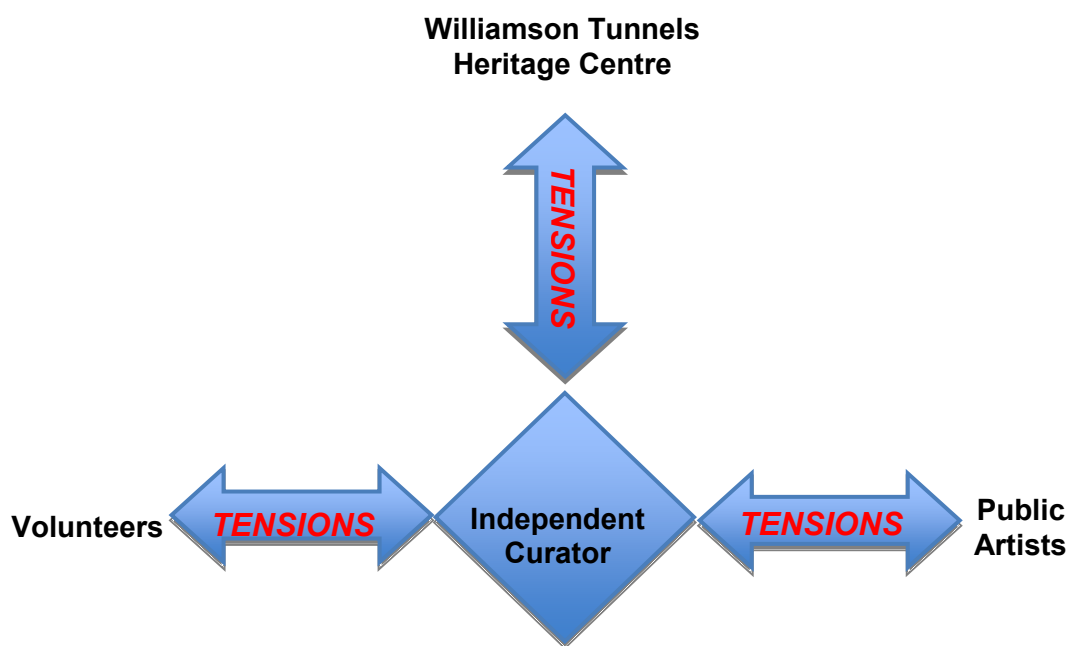 Williamson Tunnels
Heritage Centre
TENSIONS
Volunteers
TENSIONS
Independent
Curator
TENSIONS
Public
Artists